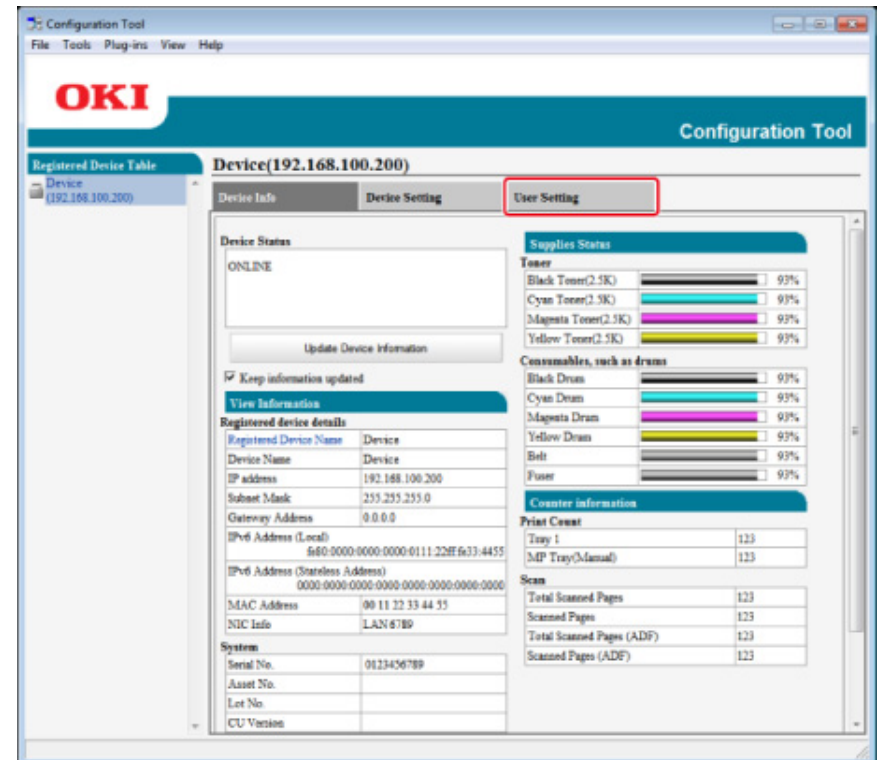 Configuration Tool
File Tools Plug-ins View Help
OKI
Configuration Tool
Registered Device Table
Device
(192.168.100.200)
Device(192.168.100.200)
Device Info Device Setting User Setting
Device Status
ONLINE
Update Device Information
Keep information updated
View Information
Registered device details
Registered Device Name Device
Device Name Device
IP address 192.168.100.200
Subnet Mask 255.255.255.0
Gateway Address 0.0.0.0
IPv6 Address (Local)
fe80:0000:0000:0000:0111:22ff:fe33:4455
IPv6 Address (Stateless Address)
0000:0000:0000:0000:0000:0000:0000:0000
MAC Address 00 11 22 33 44 55
NIC Info LAN 6789
System
Serial No. 0123456789
Asset No.
Lot No.
CU Version
Supplies Status
Toner
Black Toner(2.5K) 93%
Cyan Toner(2.5K) 93%
Magenta Toner(2.5K) 93%
Yellow Toner(2.5K) 93%
Consumables, such as drums
Black Drum 93%
Cyan Drum 93%
Magenta Drum 93%
Yellow Drum 93%
Belt 93%
Fuser 93%
Counter information
Print Count
Tray 1 123
MP Tray(Manual) 123
Scan
Total Scanned Pages 123
Scanned Pages 123
Total Scanned Pages (ADF) 123
Scanned Pages (ADF) 123